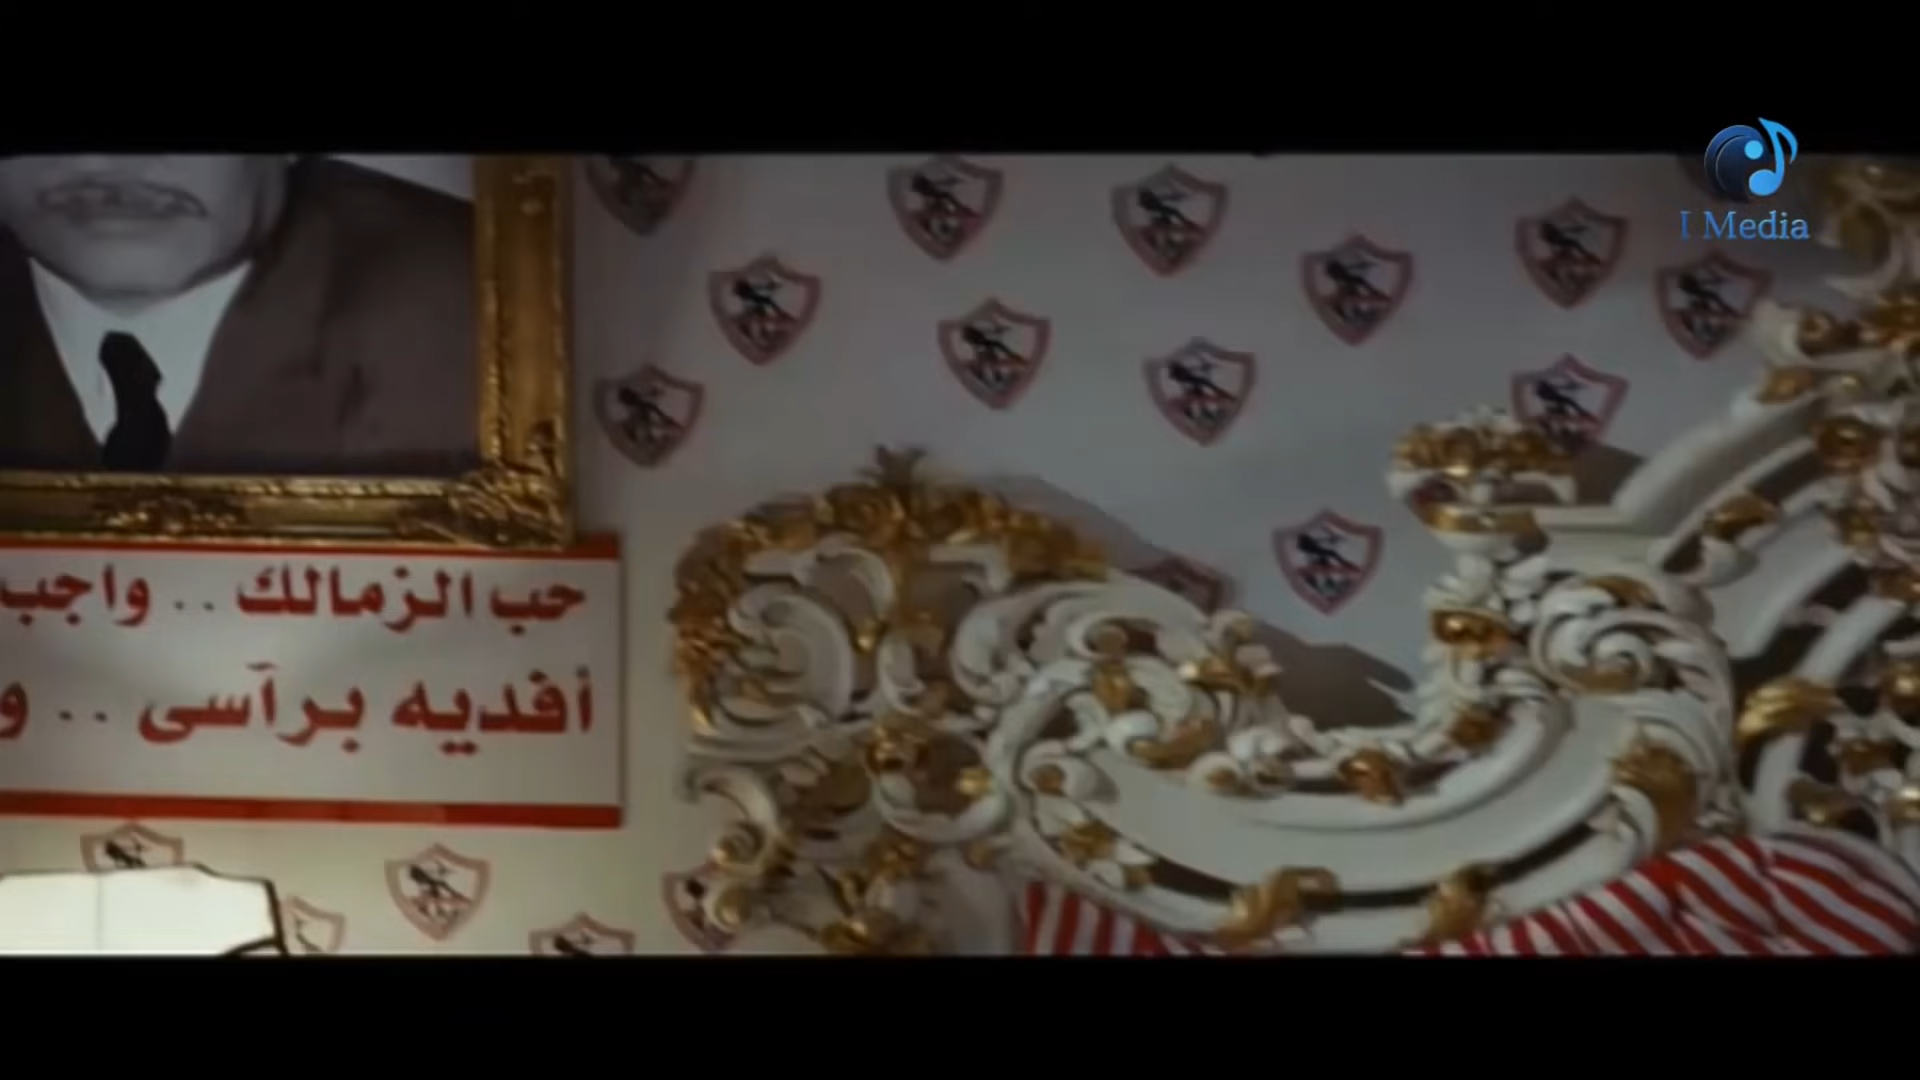 I Media
حب الزمالك .. واجب
أفديه برآسى .. و